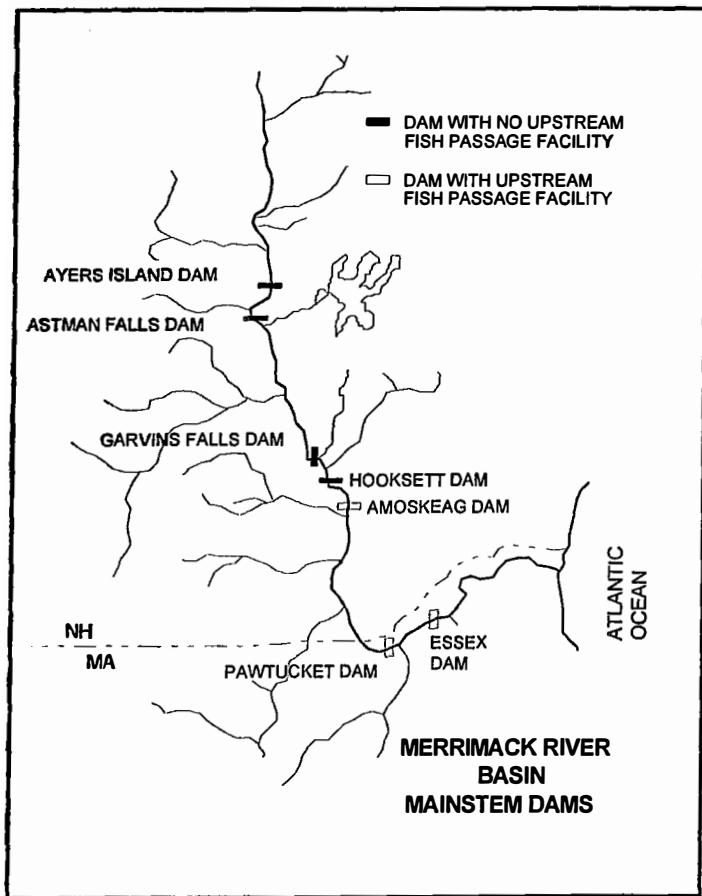 DAM WITH NO UPSTREAM
FISH PASSAGE FACILITY
DAM WITH UPSTREAM
FISH PASSAGE FACILITY
AYERS ISLAND DAM
ASTMAN FALLS DAM
GARVINS FALLS DAM
HOOKSETT DAM
AMOSKEAG DAM
ATLANTIC
OCEAN
NH
MA
ESSEX
DAM
PAWTUCKET DAM
MERRIMACK RIVER
BASIN
MAINSTEM DAMS